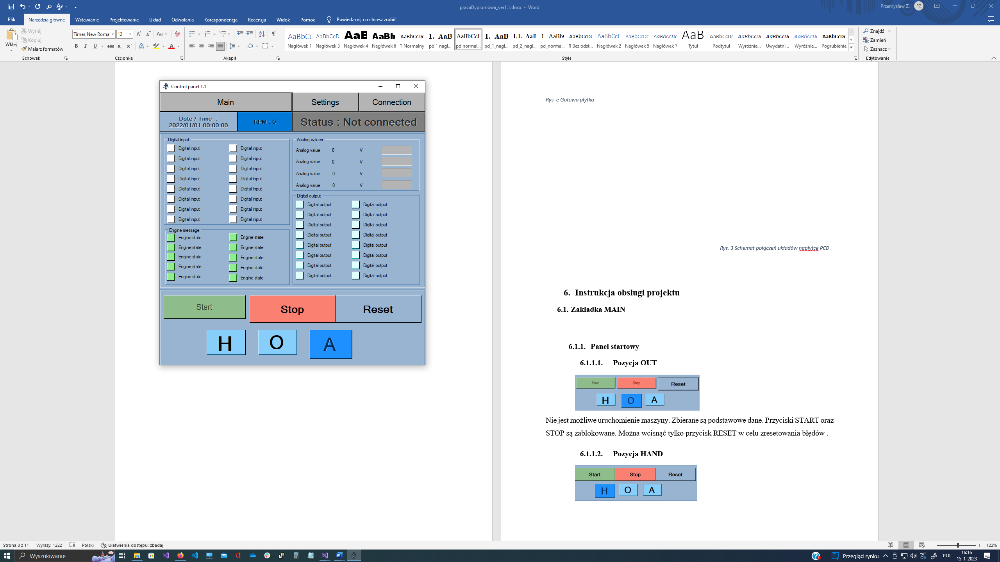 pracaDyplomowa_ver1.1.docx - Word
Przemysław Z.
PZ
Plik
Narzędzia główne
Wstawianie
Projektowanie
Układ
Odwołania
Korespondencja
Recenzja
Widok
Pomoc
Powiedz mi, co chcesz zrobić
Wklej
Wytnij
Kopiuj
Malarz formatów
Schowek
Times New Roma
12
Czcionka
Akapit
AaBbCc
Nagłówek 1
AaBbCcD
Nagłówek 3
AaB
Nagłówek 4
AaBb
Nagłówek 6
AaBbCcDc
¶ Normalny
1. AaB
pd 1 nagl...
AaBbCcI
pd normal...
1. AaB
pd_1_nagl...
1.1. AaB
pd_2_nagl...
1. AaBb(
pd_norma...
AaBbCcDc
¶ Bez odst...
AaBbCcD
Nagłówek 2
AaBbCcDc
Nagłówek 5
AaBbCcDc
Nagłówek 7
AaB
Tytuł
AaBbCcDc
Podtytuł
AaBbCcDc
Wyróżnie...
AaBbCcDc
Uwydatni...
AaBbCcDc
Wyróżnie...
AaBbCcDc
Pogrubienie
Style
Znajdź
Zamień
Zaznacz
Edytowanie
Control panel 1.1
Main
Settings
Connection
Date / Time :
2022/01/01 00:00:00
RPM : 0
Status : Not connected
Digital input
Digital input Digital input
Digital input Digital input
Digital input Digital input
Digital input Digital input
Digital input Digital input
Digital input Digital input
Digital input Digital input
Digital input Digital input
Engine message
Engine state Engine state
Engine state Engine state
Engine state Engine state
Engine state Engine state
Engine state Engine state
Analog values
Analog value 0 V
Analog value 0 V
Analog value 0 V
Analog value 0 V
Digital output
Digital output Digital output
Digital output Digital output
Digital output Digital output
Digital output Digital output
Digital output Digital output
Digital output Digital output
Digital output Digital output
Digital output Digital output
Start
Stop
Reset
H
O
A
Rys. e Gotowa płytka
Rys. 3 Schemat połączeń układów napłytce PCB
6. Instrukcja obsługi projektu
6.1. Zakładka MAIN
6.1.1. Panel startowy
6.1.1.1. Pozycja OUT
Start Stop Reset
H O A
Nie jest możliwe uruchomienie maszyny. Zbierane są podstawowe dane. Przyciski START oraz
STOP są zablokowane. Można wcisnąć tylko przycisk RESET w celu zresetowania błędów .
6.1.1.2. Pozycja HAND
Start Stop Reset
H O A
Strona 8 z 11
Wyrazy: 1222
Polski
Ułatwienia dostępu: zbadaj
122%
Wyszukiwanie
Przegląd rynku
POL
16:16
15-1-2023